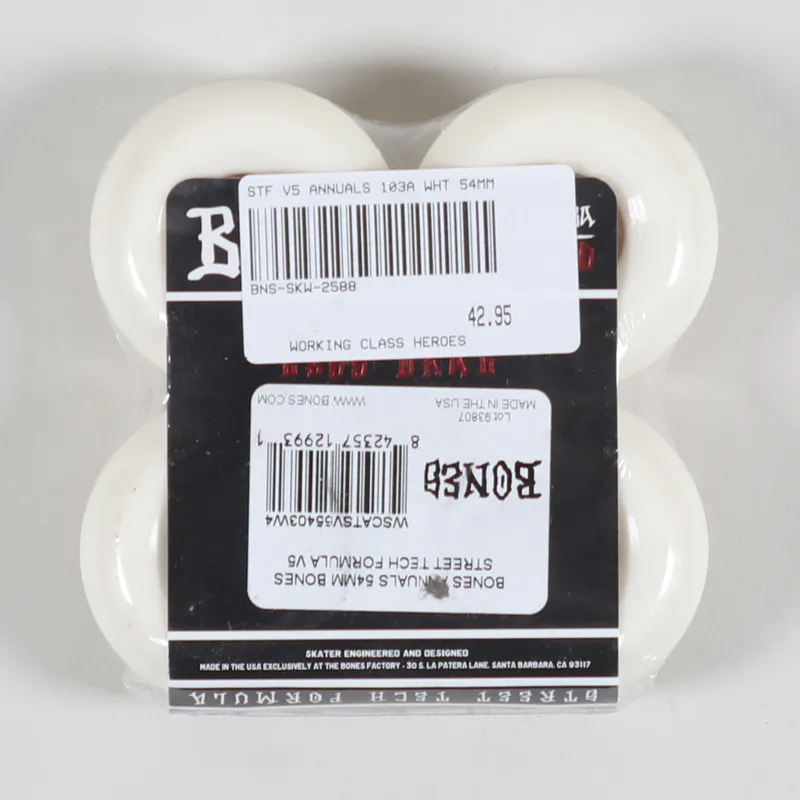 STF V5 ANNUALS 103A WHT 54MM
BNS-SKW-2588
42.95
WORKING CLASS HEROES
WWW.BONES.COM
MADE IN THE USA
Lot 93807
8 42357 12993 1
BONES
WSCATSV55403W4
BONES ANNUALS 54MM BONES
STREET TECH FORMULA V5
SKATER ENGINEERED AND DESIGNED
MADE IN THE USA EXCLUSIVELY AT THE BONES FACTORY · 30 S. LA PATERA LANE. SANTA BARBARA, CA 93117
STREET TECH FORMULA